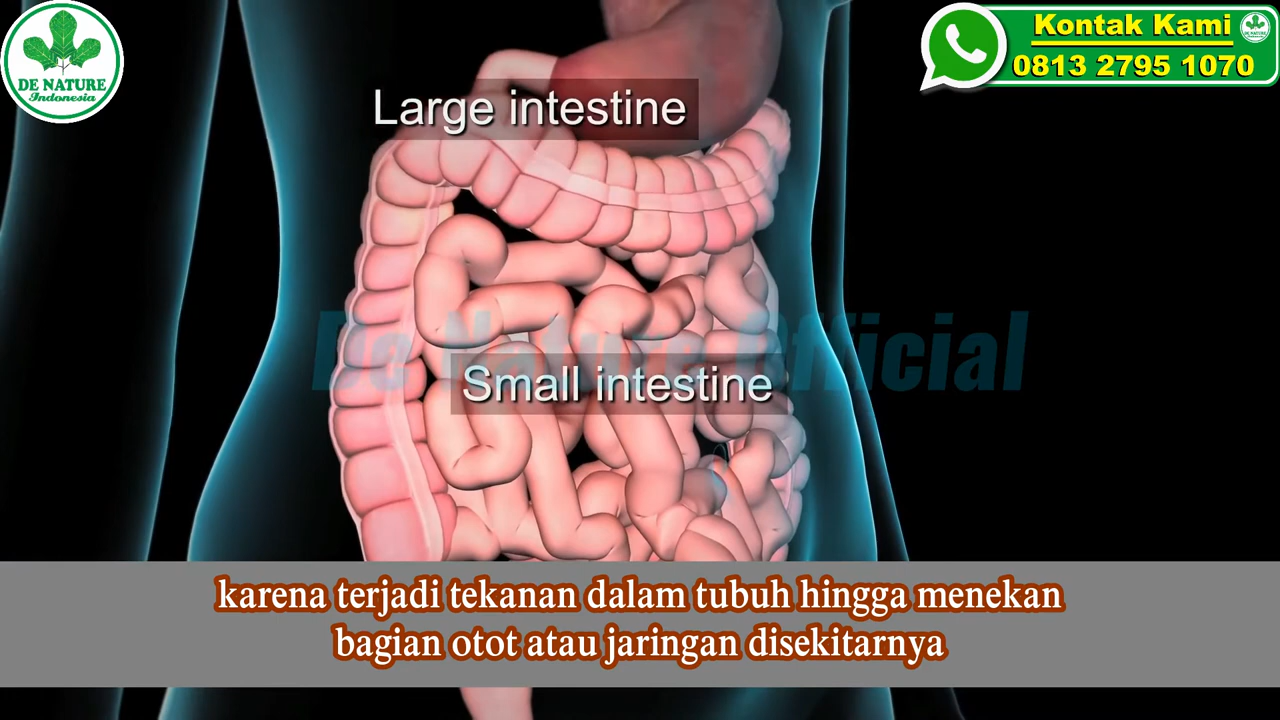 DE NATURE
Indonesia
Kontak Kami
0813 2795 1070
Large intestine
De Nature Official
Small intestine
karena terjadi tekanan dalam tubuh hingga menekan
bagian otot atau jaringan disekitarnya